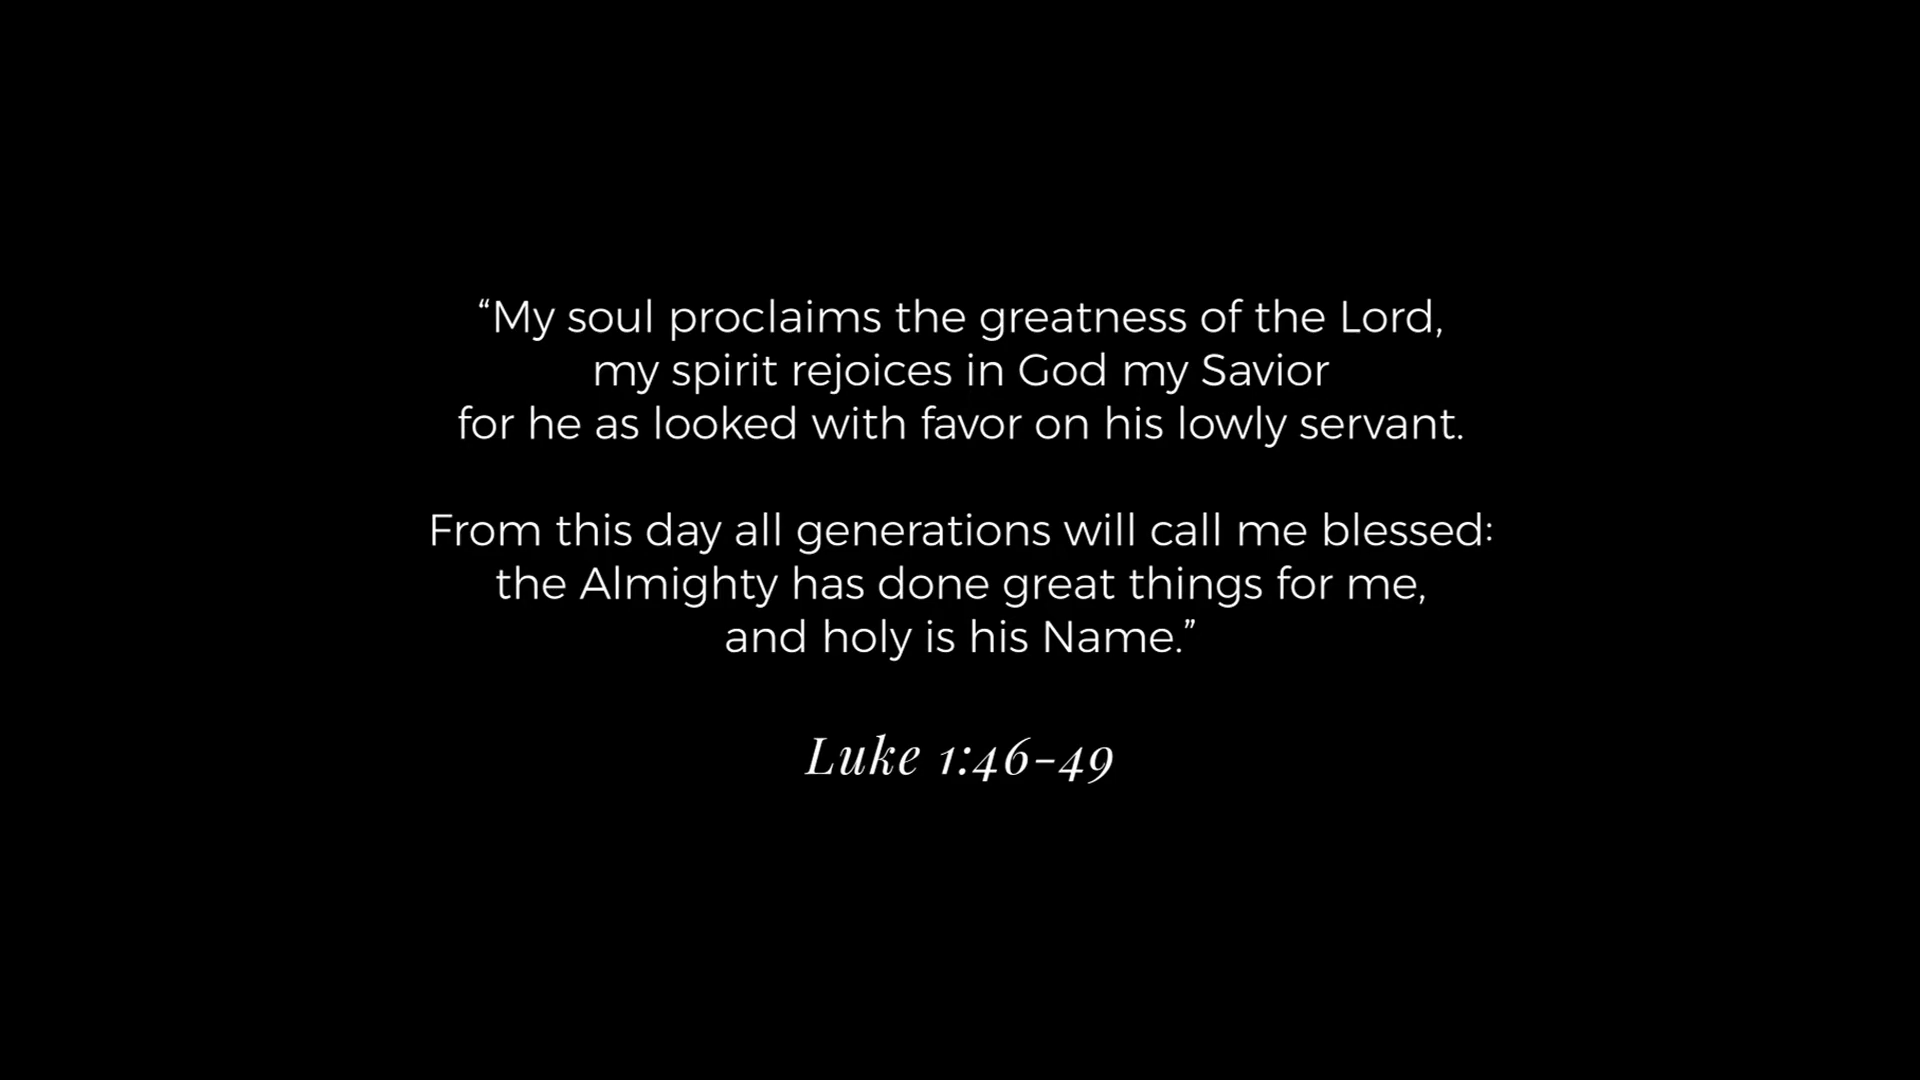 “My soul proclaims the greatness of the Lord,
my spirit rejoices in God my Savior
for he as looked with favor on his lowly servant.
From this day all generations will call me blessed:
the Almighty has done great things for me,
and holy is his Name.”
Luke 1:46-49